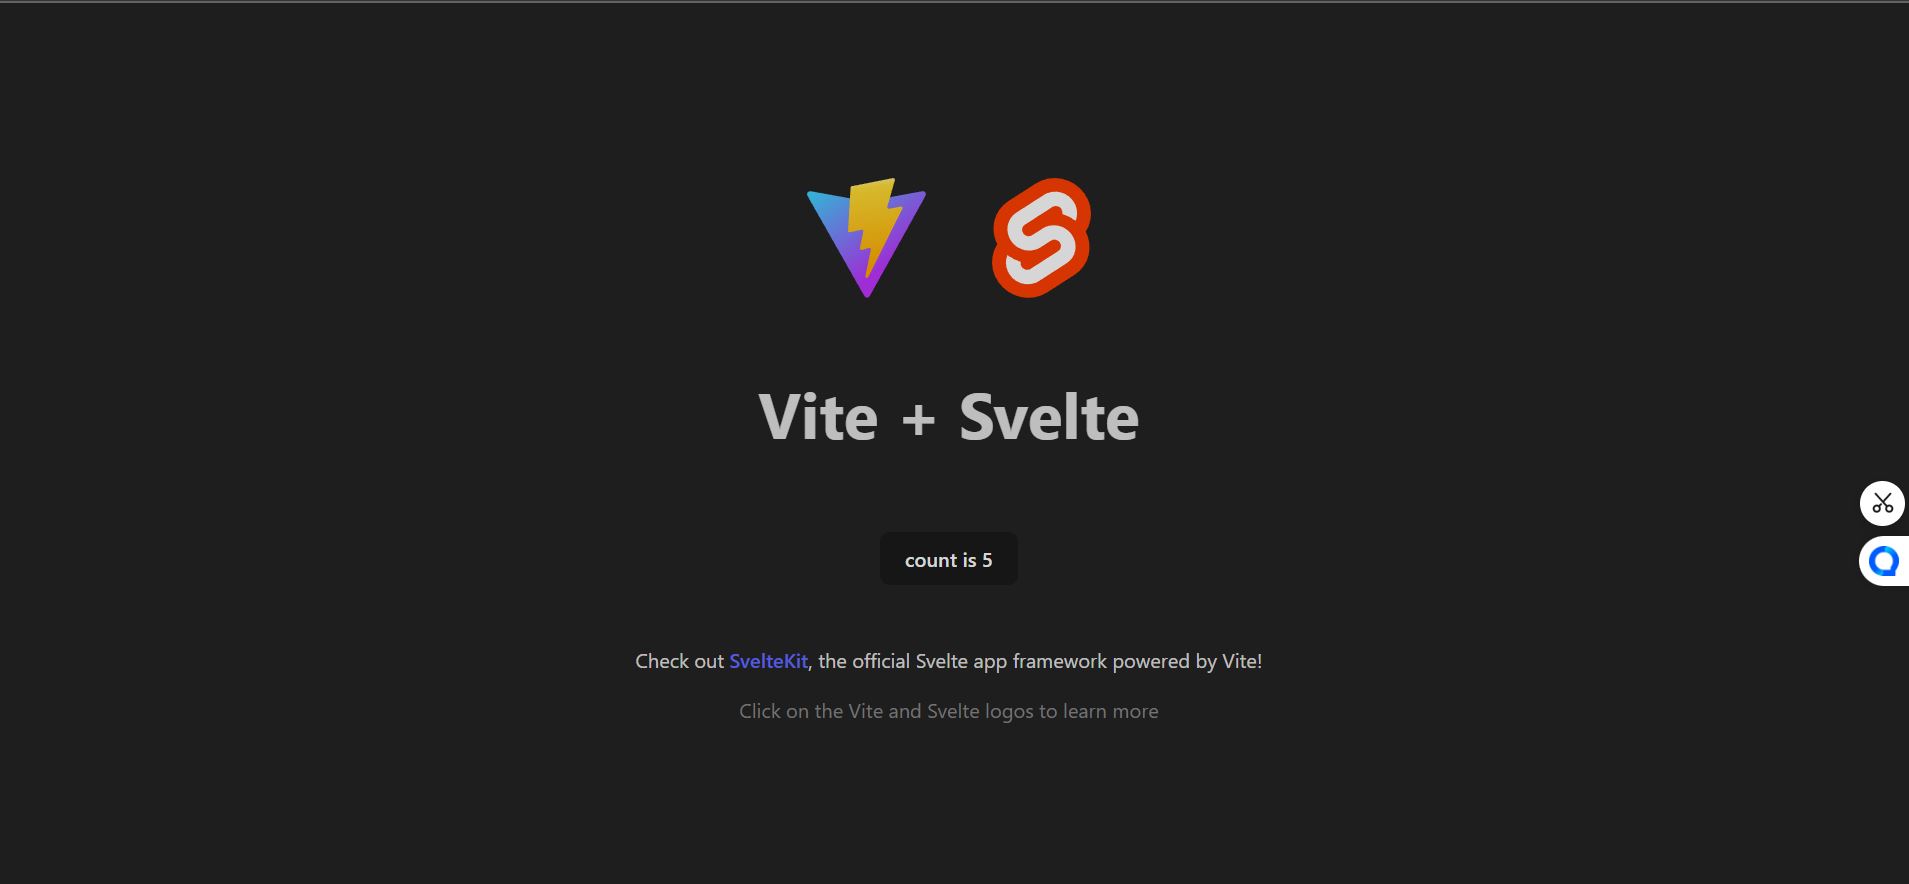 Vite + Svelte
count is 5
Check out SvelteKit, the official Svelte app framework powered by Vite!
Click on the Vite and Svelte logos to learn more